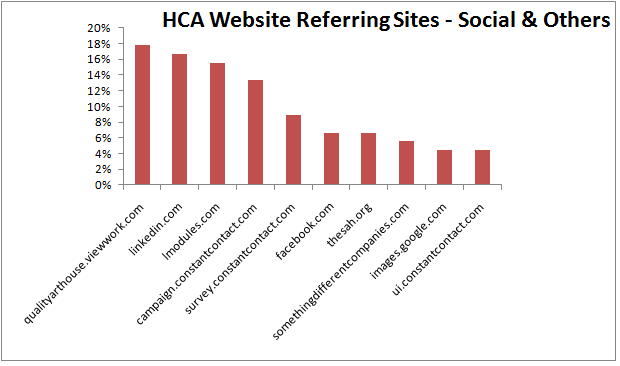 HCA Website Referring Sites - Social & Others
20%
18%
16%
14%
12%
10%
8%
6%
4%
2%
0%
qualityarthouse.viewwork.com
linkedin.com
lmodules.com
campaign.constantcontact.com
survey.constantcontact.com
facebook.com
thesah.org
somethingdifferentcompanies.com
images.google.com
ui.constantcontact.com